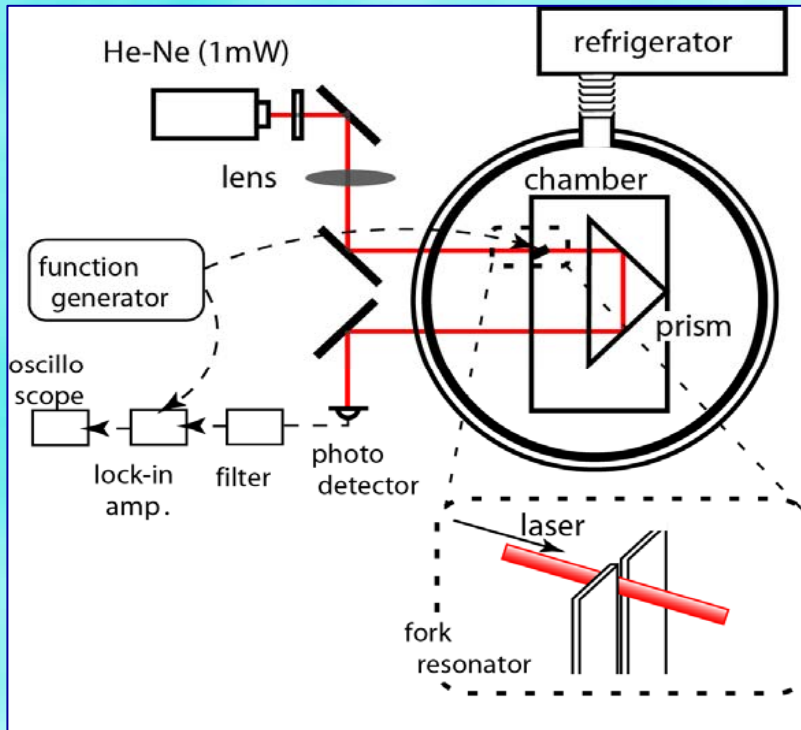 He-Ne (1mW)
refrigerator
lens
chamber
function
generator
prism
oscillo
scope
lock-in
amp.
filter
photo
detector
laser
fork
resonator